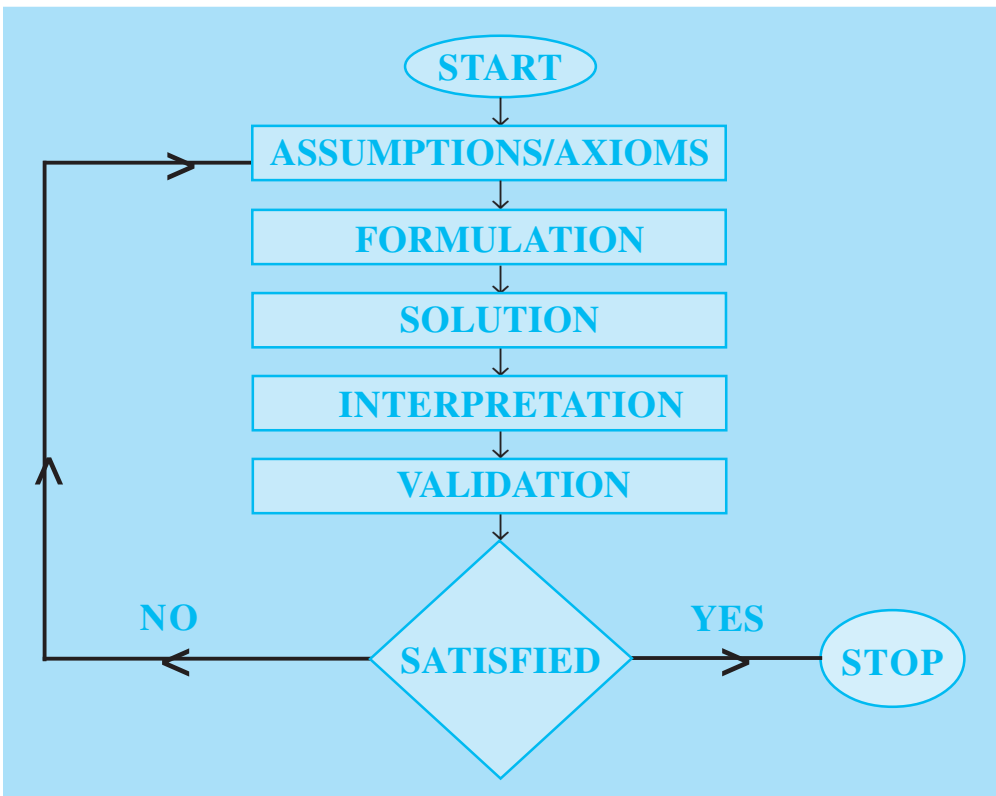 START
ASSUMPTIONS/AXIOMS
FORMULATION
SOLUTION
INTERPRETATION
VALIDATION
NO
YES
SATISFIED
STOP